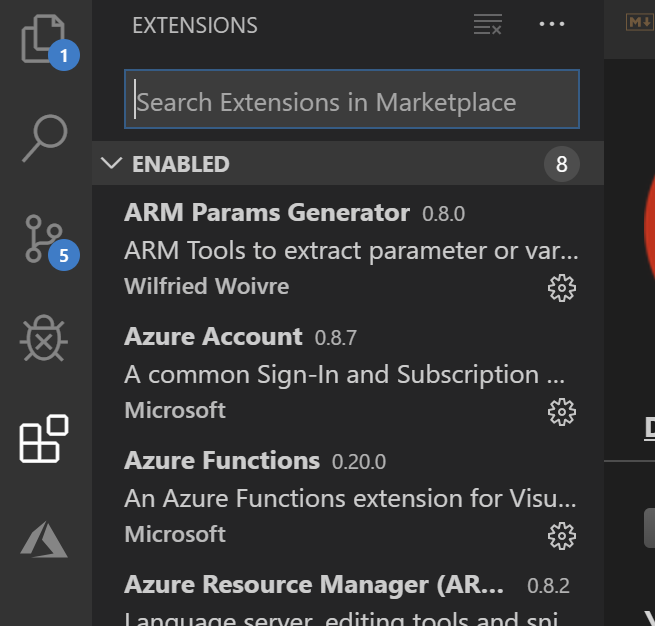 EXTENSIONS
M↓
1
Search Extensions in Marketplace
ENABLED 8
ARM Params Generator 0.8.0
ARM Tools to extract parameter or var...
Wilfried Woivre
5
Azure Account 0.8.7
A common Sign-In and Subscription ...
Microsoft
Azure Functions 0.20.0
An Azure Functions extension for Visu...
Microsoft
Azure Resource Manager (AR... 0.8.2
Language server, editing tools and sni